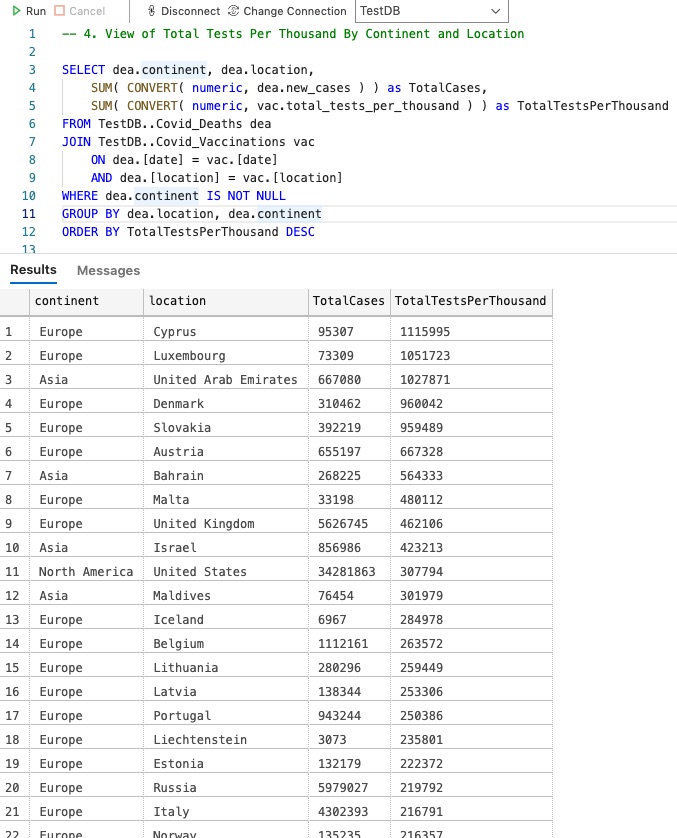 Run Cancel Disconnect Change Connection TestDB
1 -- 4. View of Total Tests Per Thousand By Continent and Location
2
3 SELECT dea.continent, dea.location,
4 SUM( CONVERT( numeric, dea.new_cases ) ) as TotalCases,
5 SUM( CONVERT( numeric, vac.total_tests_per_thousand ) ) as TotalTestsPerThousand
6 FROM TestDB..Covid_Deaths dea
7 JOIN TestDB..Covid_Vaccinations vac
8 ON dea.[date] = vac.[date]
9 AND dea.[location] = vac.[location]
10 WHERE dea.continent IS NOT NULL
11 GROUP BY dea.location, dea.continent
12 ORDER BY TotalTestsPerThousand DESC
13
Results Messages
continent location TotalCases TotalTestsPerThousand
1 Europe Cyprus 95307 1115995
2 Europe Luxembourg 73309 1051723
3 Asia United Arab Emirates 667080 1027871
4 Europe Denmark 310462 960042
5 Europe Slovakia 392219 959489
6 Europe Austria 655197 667328
7 Asia Bahrain 268225 564333
8 Europe Malta 33198 480112
9 Europe United Kingdom 5626745 462106
10 Asia Israel 856986 423213
11 North America United States 34281863 307794
12 Asia Maldives 76454 301979
13 Europe Iceland 6967 284978
14 Europe Belgium 1112161 263572
15 Europe Lithuania 280296 259449
16 Europe Latvia 138344 253306
17 Europe Portugal 943244 250386
18 Europe Liechtenstein 3073 235801
19 Europe Estonia 132179 222372
20 Europe Russia 5979027 219792
21 Europe Italy 4302393 216791
22 Europe Norway 135235 216357